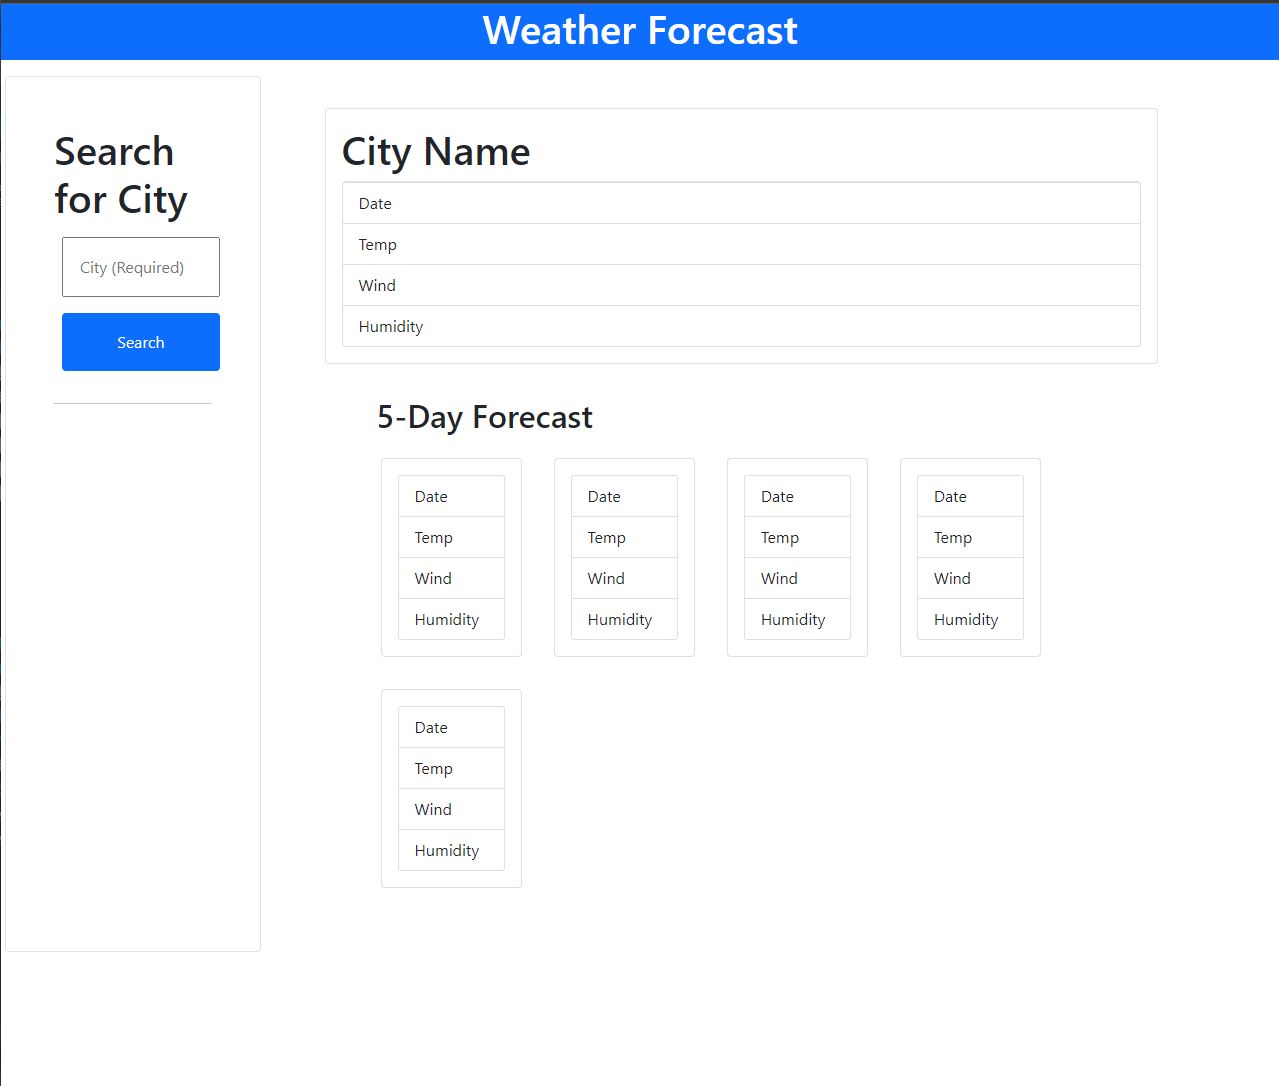 Weather Forecast
Search
for City
City (Required)
Search
City Name
Date
Temp
Wind
Humidity
5-Day Forecast
Date
Temp
Wind
Humidity
Date
Temp
Wind
Humidity
Date
Temp
Wind
Humidity
Date
Temp
Wind
Humidity
Date
Temp
Wind
Humidity